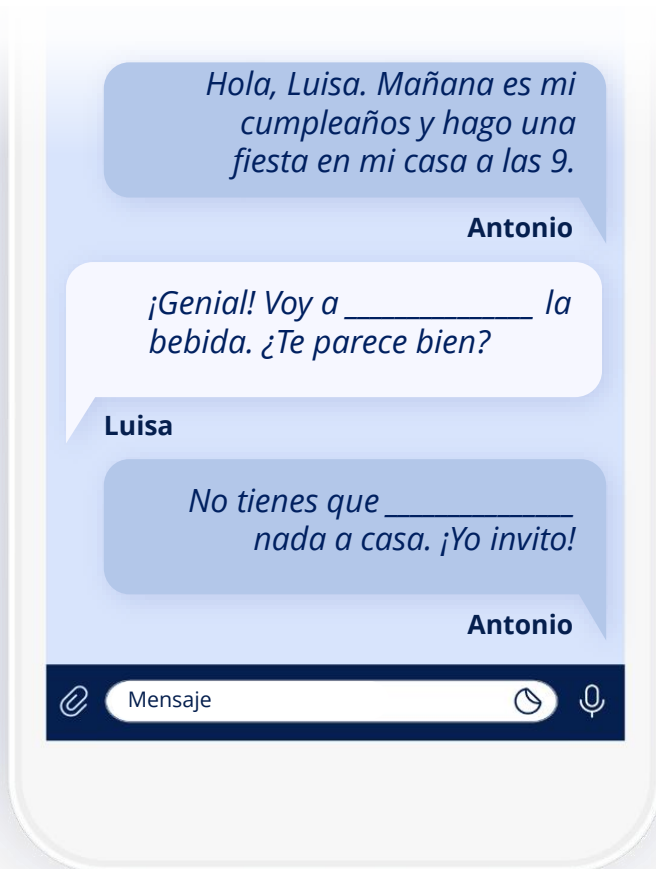 Hola, Luisa. Mañana es mi
cumpleaños y hago una
fiesta en mi casa a las 9.
Antonio
¡Genial! Voy a ______________ la
bebida. ¿Te parece bien?
Luisa
No tienes que ______________
nada a casa. ¡Yo invito!
Antonio
Mensaje